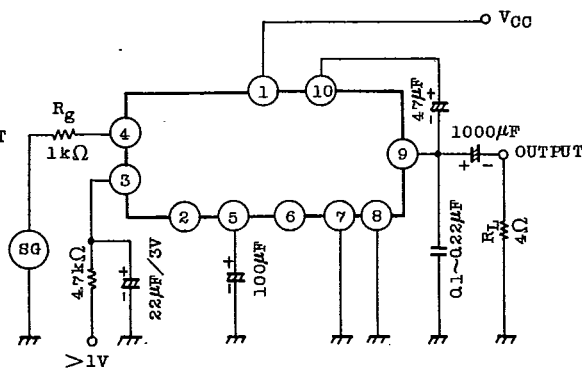 VCC
1
10
Rg
1kΩ
4
3
47µF
+
-
1000µF
+ -
9
OUTPUT
T
SG
4.7kΩ
+
-
22µF/3V
2
5
6
7
8
+
-
100µF
0.1~0.22µF
RL
4Ω
>1V